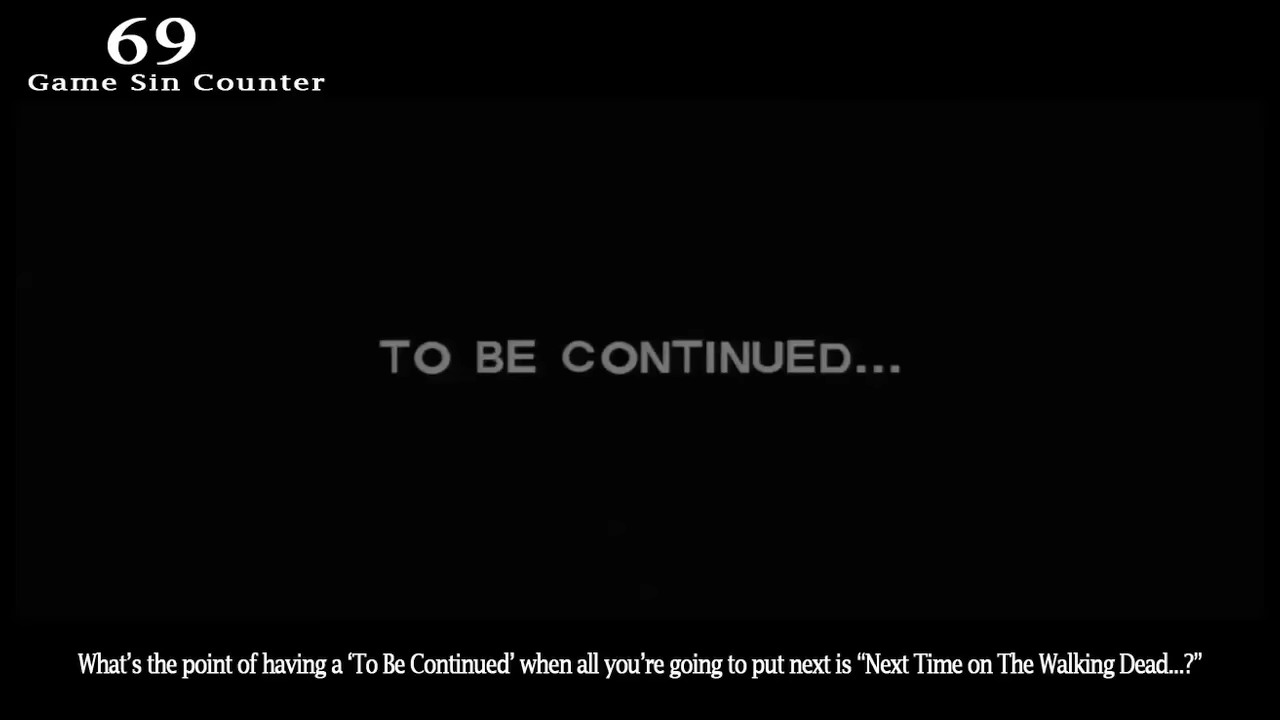 69
Game Sin Counter
TO BE CONTINUED...
What’s the point of having a ‘To Be Continued’ when all you’re going to put next is “Next Time on The Walking Dead...?”